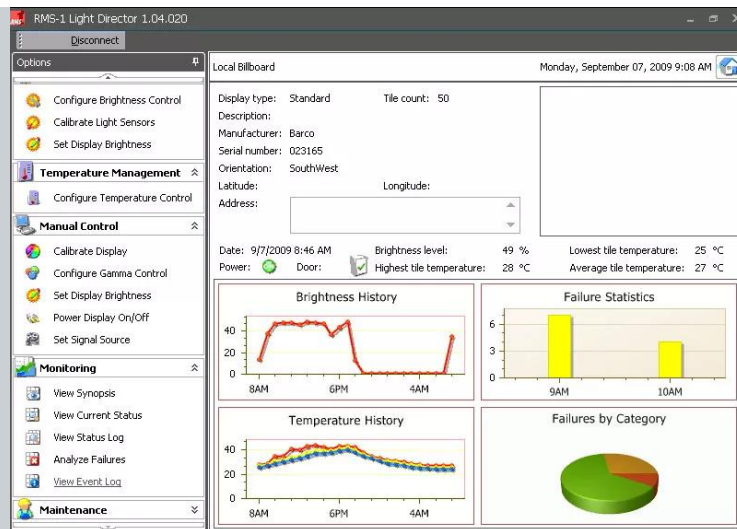 RMS-1 Light Director 1.04.020
Disconnect
Options
Configure Brightness Control
Calibrate Light Sensors
Set Display Brightness
Temperature Management
Configure Temperature Control
Manual Control
Calibrate Display
Configure Gamma Control
Set Display Brightness
Power Display On/Off
Set Signal Source
Monitoring
View Synopsis
View Current Status
View Status Log
Analyze Failures
View Event Log
Maintenance
Local Billboard Monday, September 07, 2009 9:08 AM
Display type: Standard Tile count: 50
Description:
Manufacturer: Barco
Serial number: 023165
Orientation: SouthWest
Latitude: Longitude:
Address:
Date: 9/7/2009 8:46 AM Brightness level: 49 % Lowest tile temperature: 25 °C
Power: Door: Highest tile temperature: 28 °C Average tile temperature: 27 °C
Brightness History
40
20
0
8AM 6PM 4AM
Failure Statistics
6
3
0
9AM 10AM
Temperature History
40
20
0
8AM 6PM 4AM
Failures by Category